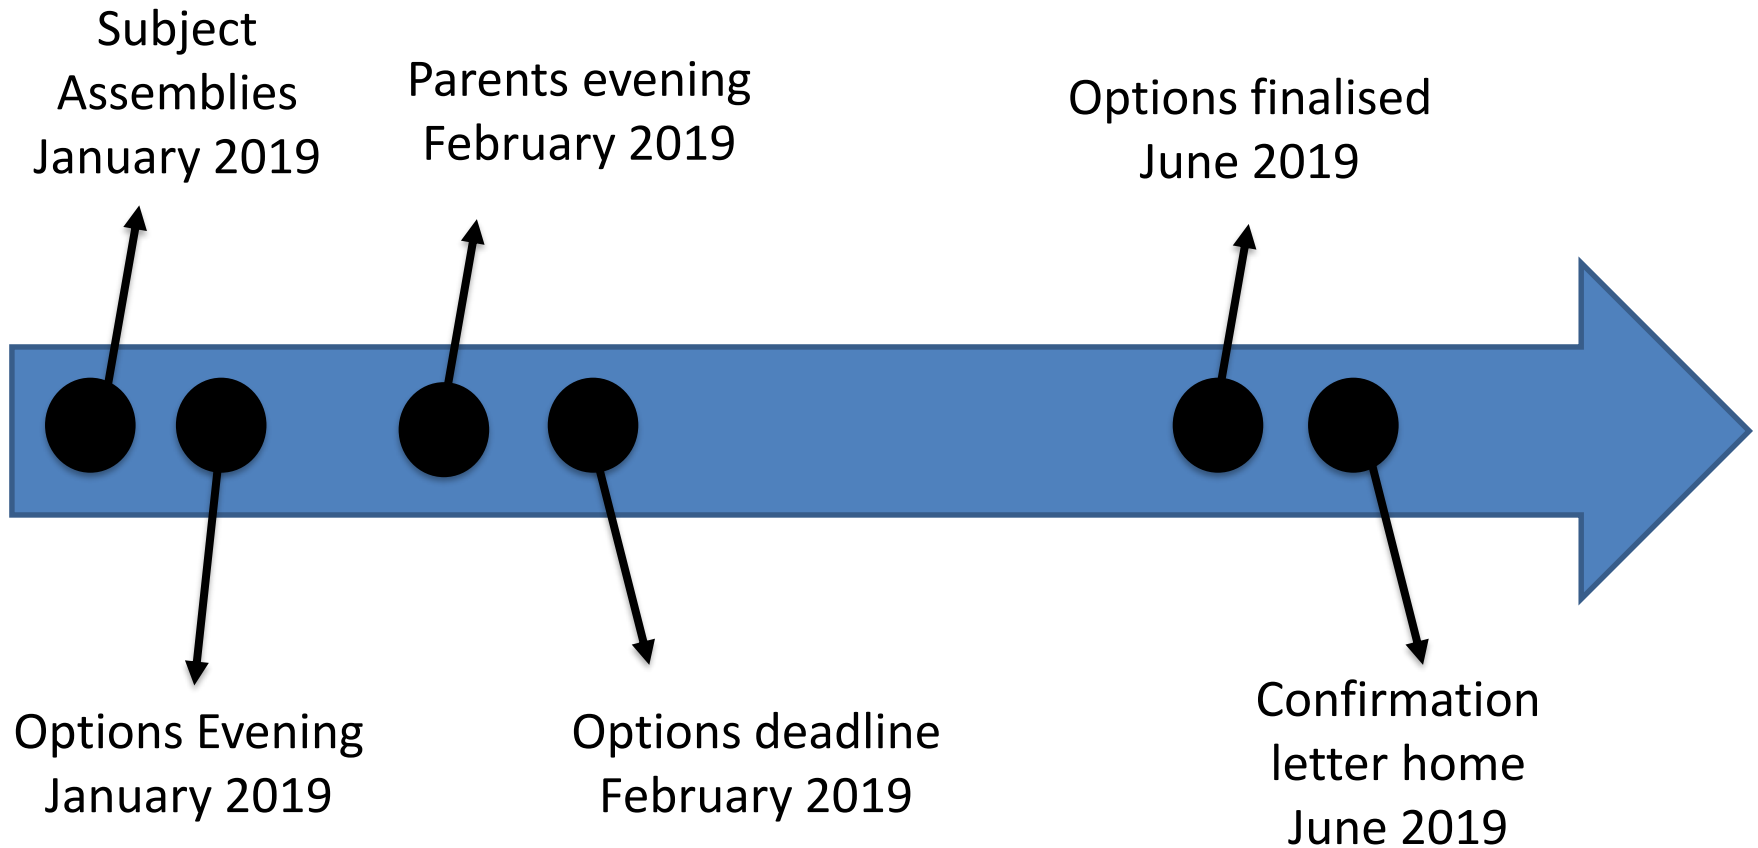 Subject
Assemblies
January 2019
Parents evening
February 2019
Options finalised
June 2019
Options Evening
January 2019
Options deadline
February 2019
Confirmation
letter home
June 2019